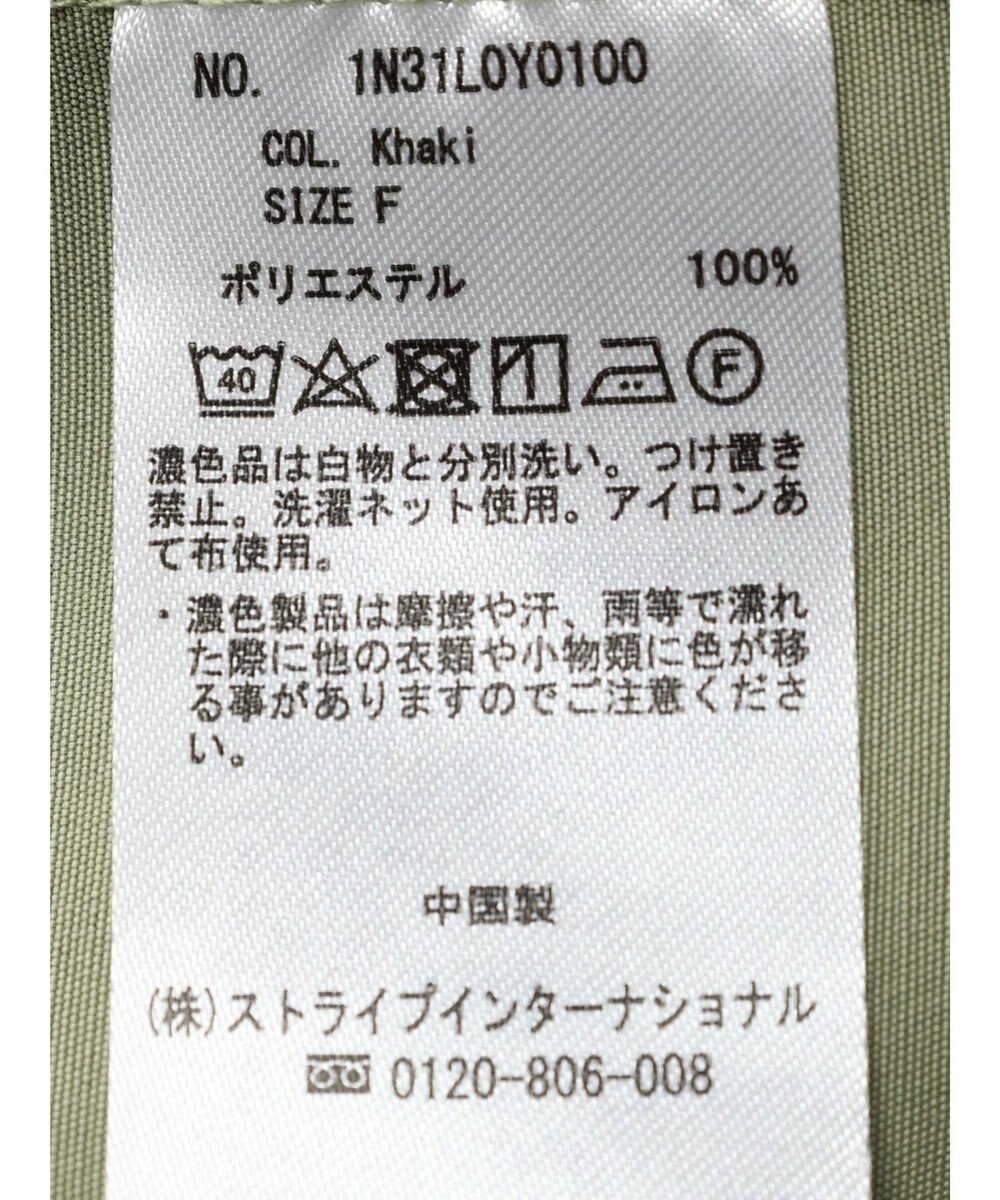 NO. 1N31L0Y0100
COL. Khaki
SIZE F
ポリエステル 100%
40 F
濃色品は白物と分別洗い。つけ置き
禁止。洗濯ネット使用。アイロンあ
て布使用。
・濃色製品は摩擦や汗、雨等で濡れ
た際に他の衣類や小物類に色が移
る事がありますのでご注意くださ
い。
中国製
(株)ストライプインターナショナル
0120-806-008